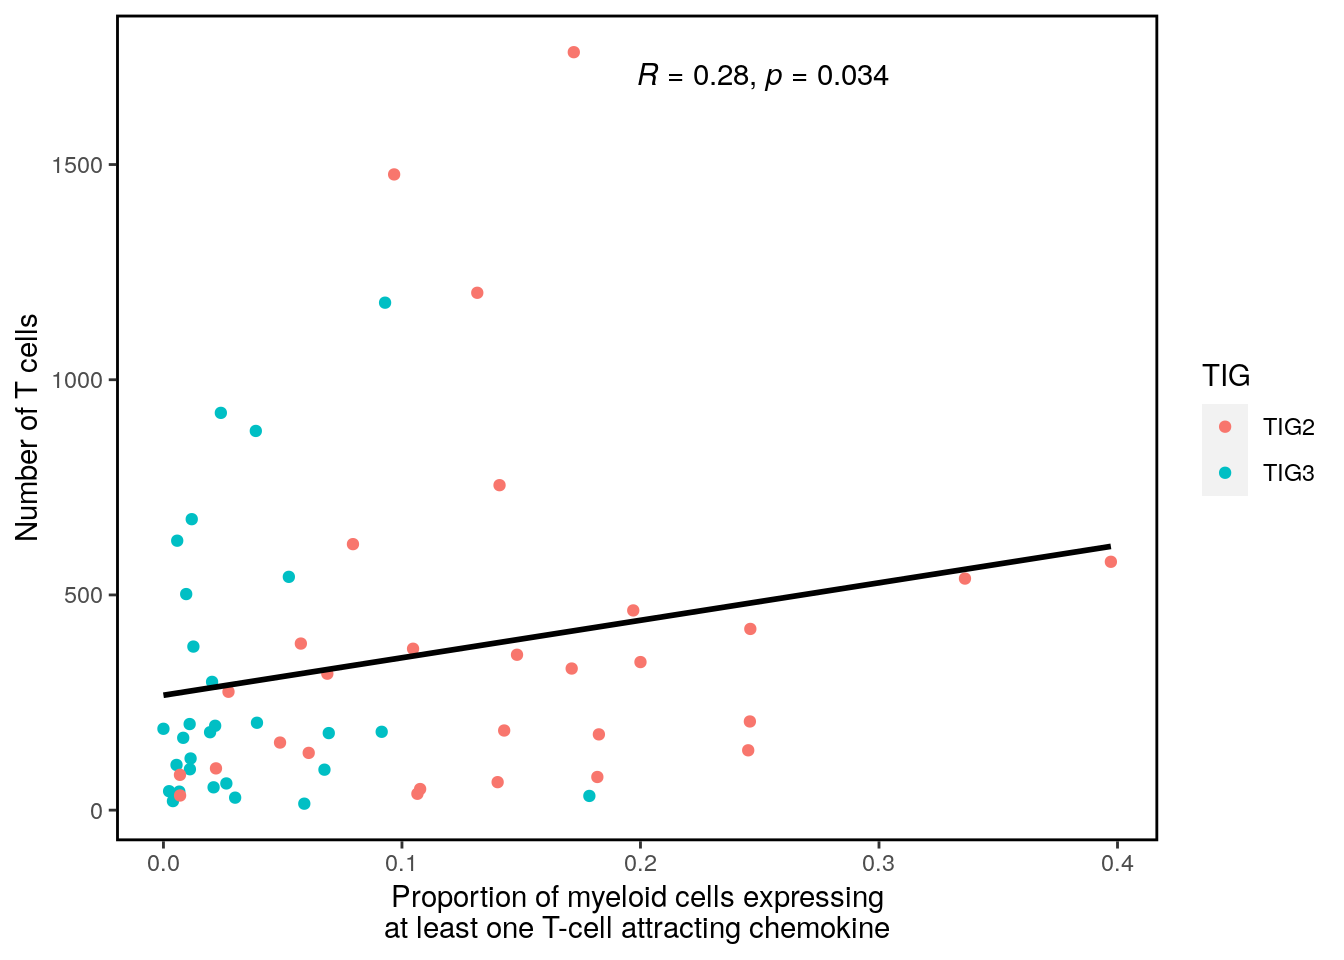 R = 0.28, p = 0.034
1500
1000
500
0
Number of T cells
0.0 0.1 0.2 0.3 0.4
Proportion of myeloid cells expressing
at least one T-cell attracting chemokine
TIG
TIG2
TIG3